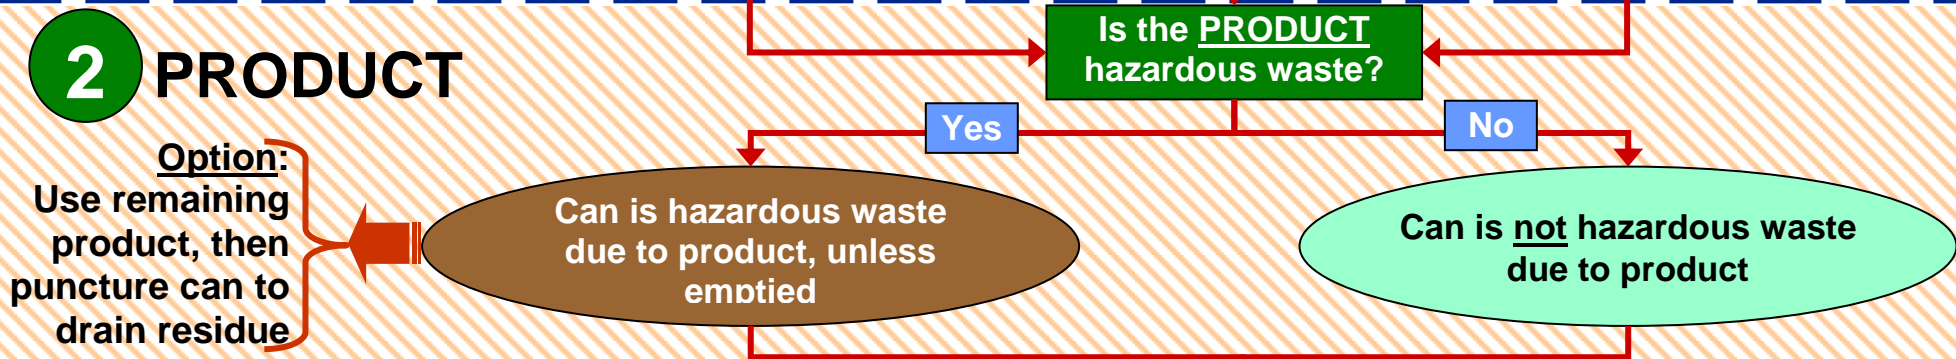 Is the PRODUCT
hazardous waste?
2 PRODUCT
Yes
No
Option:
Use remaining
product, then
puncture can to
drain residue
Can is hazardous waste
due to product, unless
emptied
Can is not hazardous waste
due to product